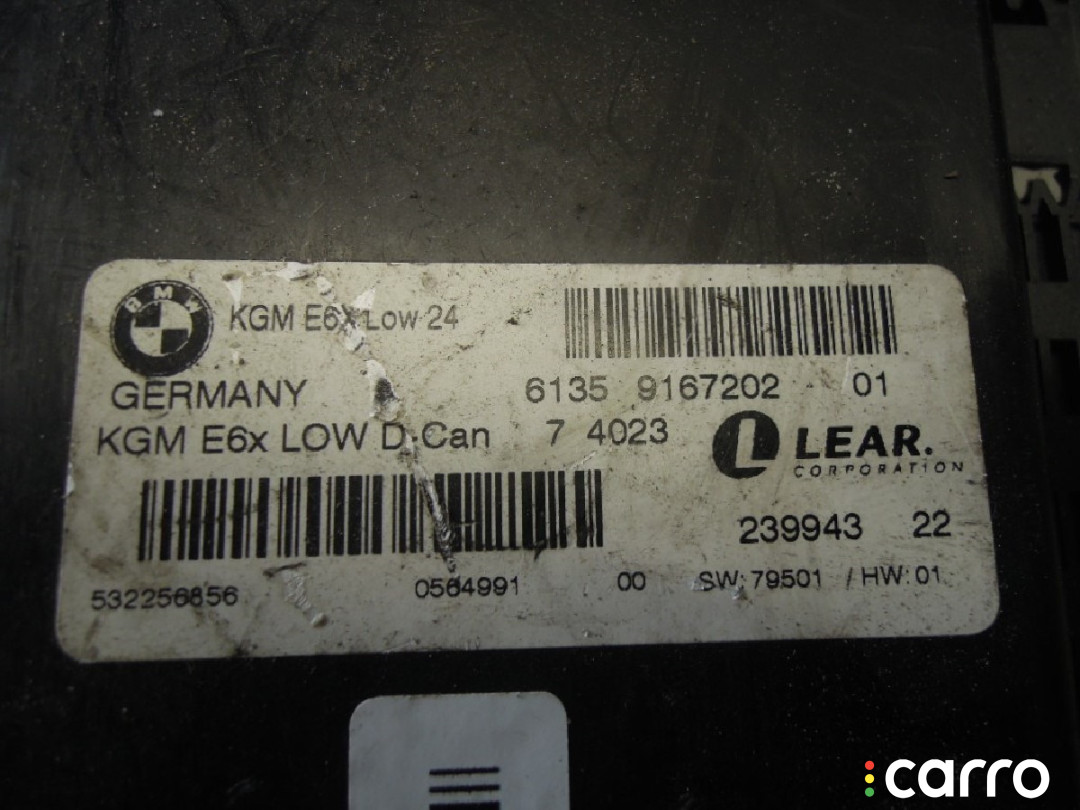 BMW
KGM E6X Low 24
GERMANY 6135 9167202 01
KGM E6x LOW D-Can 7 4023
L LEAR.
CORPORATION
239943 22
532256856 0564991 00 SW: 79501 / HW: 01
carro